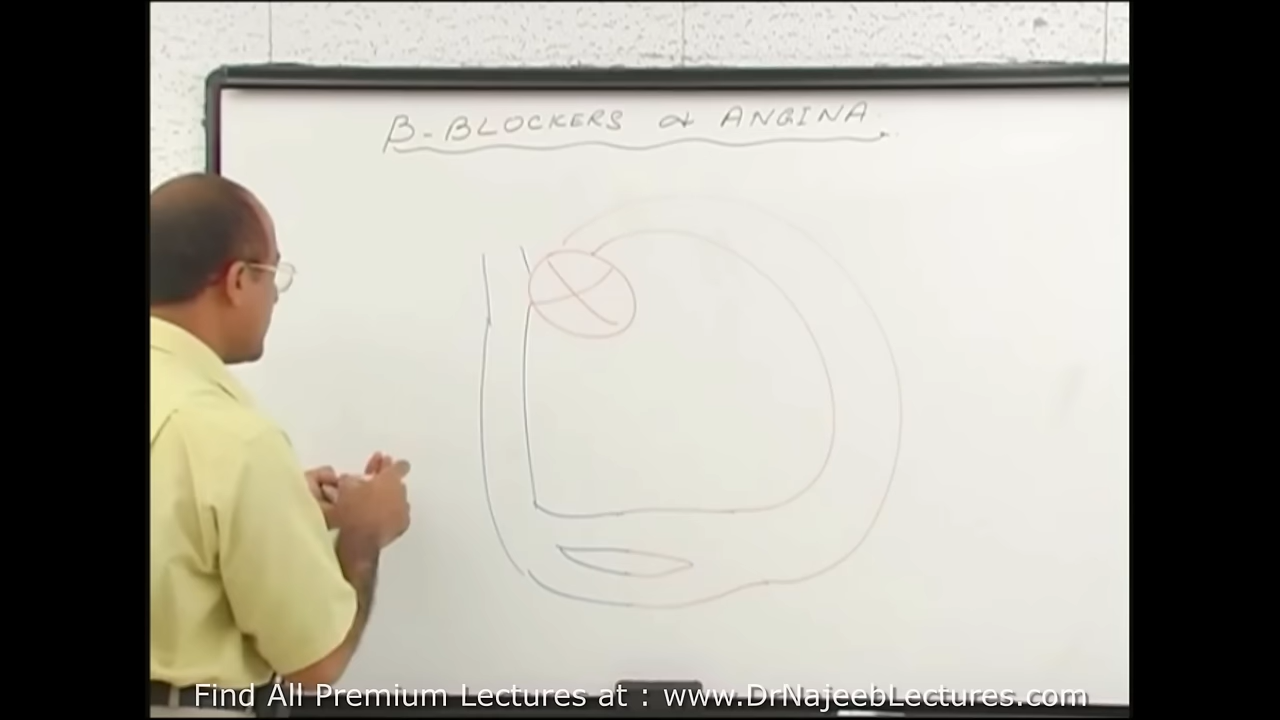 β-BLOCKERS & ANGINA
Find All Premium Lectures at : www.DrNajeebLectures.com